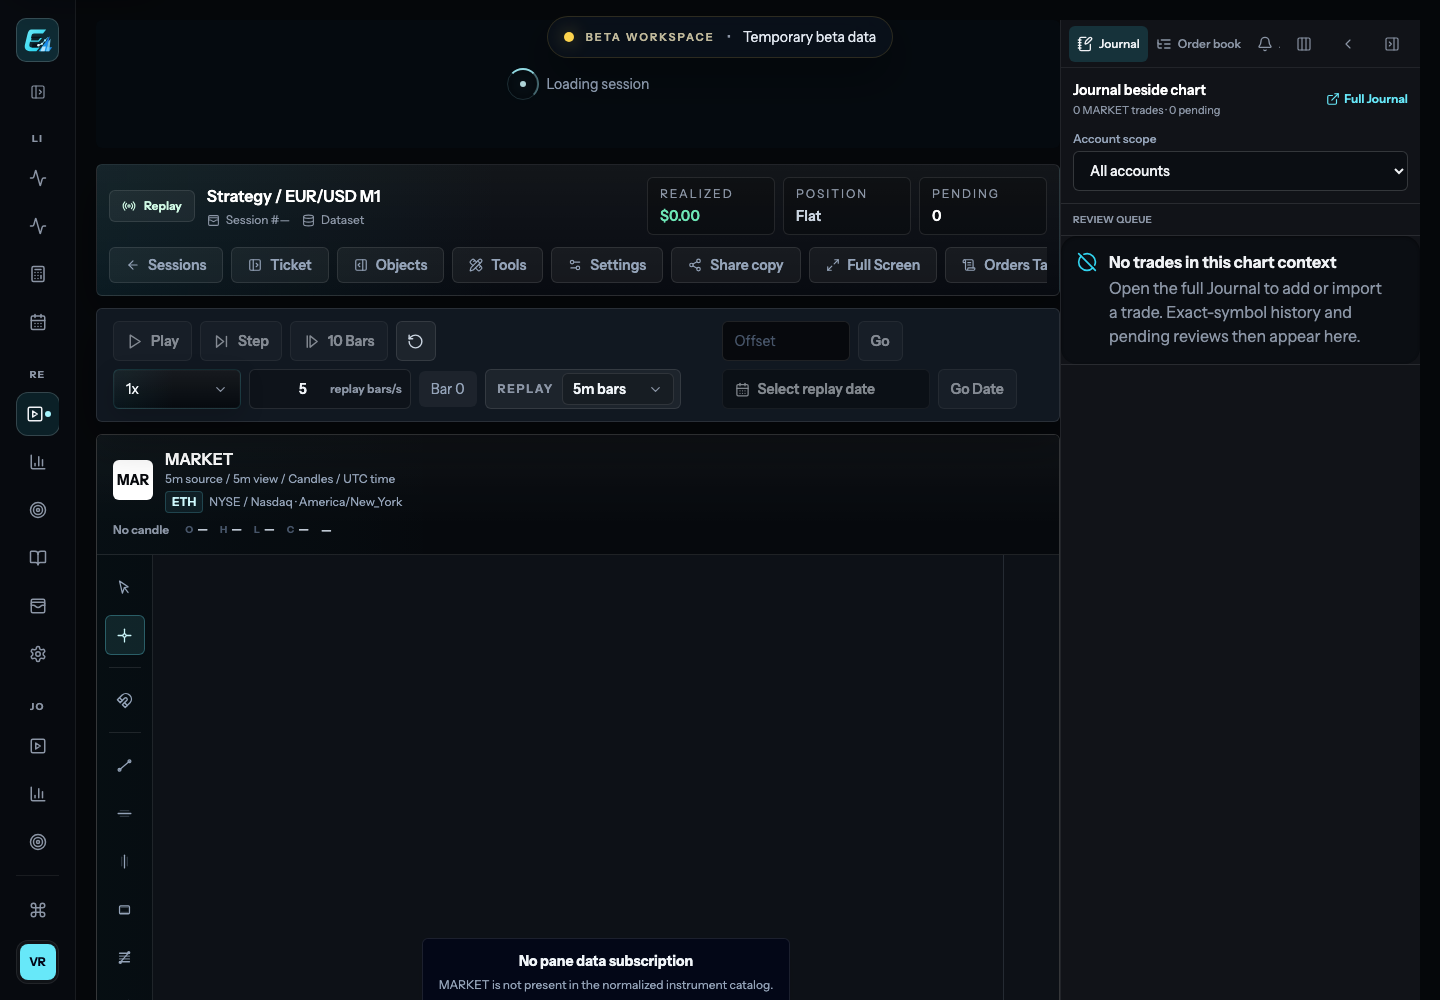 BETA WORKSPACE • Temporary beta data
Loading session
LI
RE
JO
VR
Replay
Strategy / EUR/USD M1
Session #—
Dataset
REALIZED
$0.00
POSITION
Flat
PENDING
0
Sessions
Ticket
Objects
Tools
Settings
Share copy
Full Screen
Orders Ta
Play
Step
10 Bars
Offset
Go
1x
5 replay bars/s
Bar 0
REPLAY 5m bars
Select replay date
Go Date
MAR
MARKET
5m source / 5m view / Candles / UTC time
ETH NYSE / Nasdaq · America/New_York
No candle O — H — L — C — —
No pane data subscription
MARKET is not present in the normalized instrument catalog.
Journal
Order book
Journal beside chart
0 MARKET trades · 0 pending
Full Journal
Account scope
All accounts
REVIEW QUEUE
No trades in this chart context
Open the full Journal to add or import
a trade. Exact-symbol history and
pending reviews then appear here.